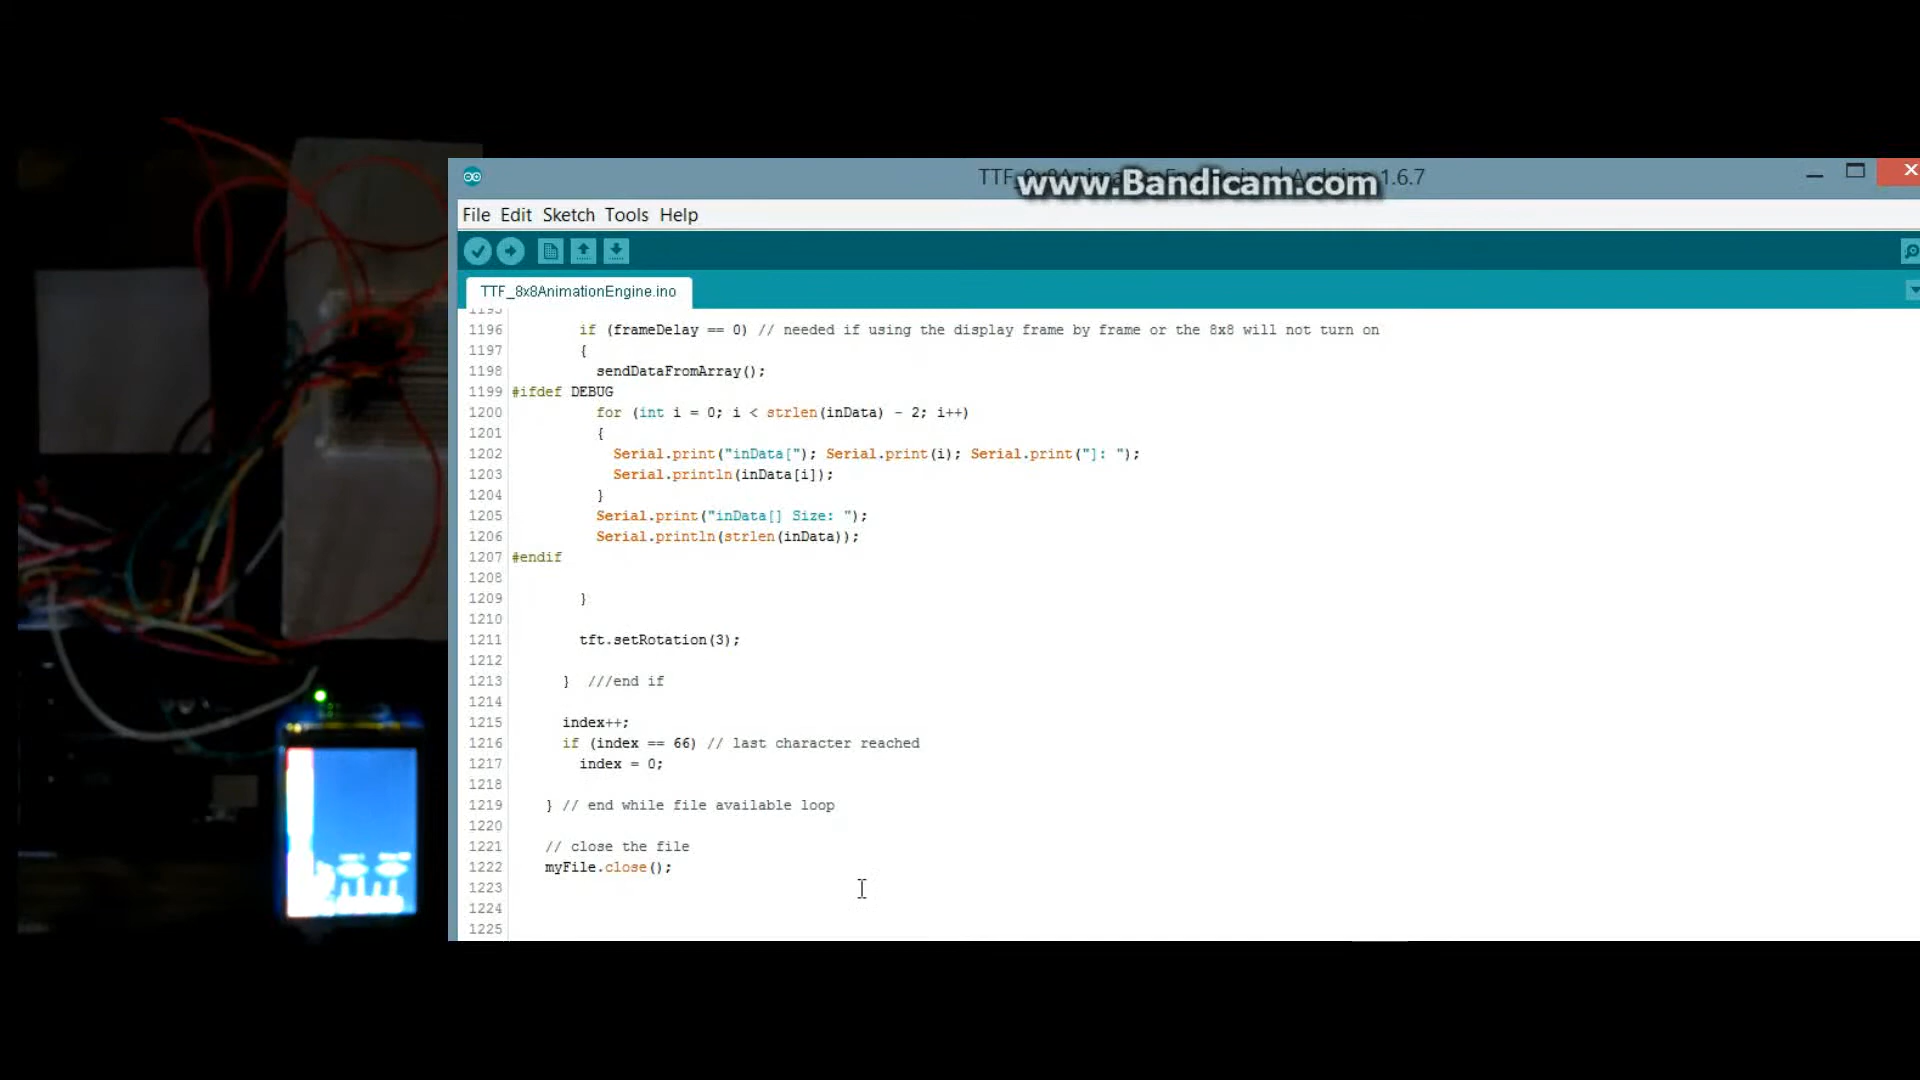 TTF_8x8AnimationEngine.ino | Arduino 1.6.7
www.Bandicam.com
File Edit Sketch Tools Help
TTF_8x8AnimationEngine.ino
1195
1196 if (frameDelay == 0) // needed if using the display frame by frame or the 8x8 will not turn on
1197 {
1198 sendDataFromArray();
1199 #ifdef DEBUG
1200 for (int i = 0; i < strlen(inData) - 2; i++)
1201 {
1202 Serial.print("inData["); Serial.print(i); Serial.print("]: ");
1203 Serial.println(inData[i]);
1204 }
1205 Serial.print("inData[] Size: ");
1206 Serial.println(strlen(inData));
1207 #endif
1208
1209 }
1210
1211 tft.setRotation(3);
1212
1213 } ///end if
1214
1215 index++;
1216 if (index == 66) // last character reached
1217 index = 0;
1218
1219 } // end while file available loop
1220
1221 // close the file
1222 myFile.close();
1223
1224
1225